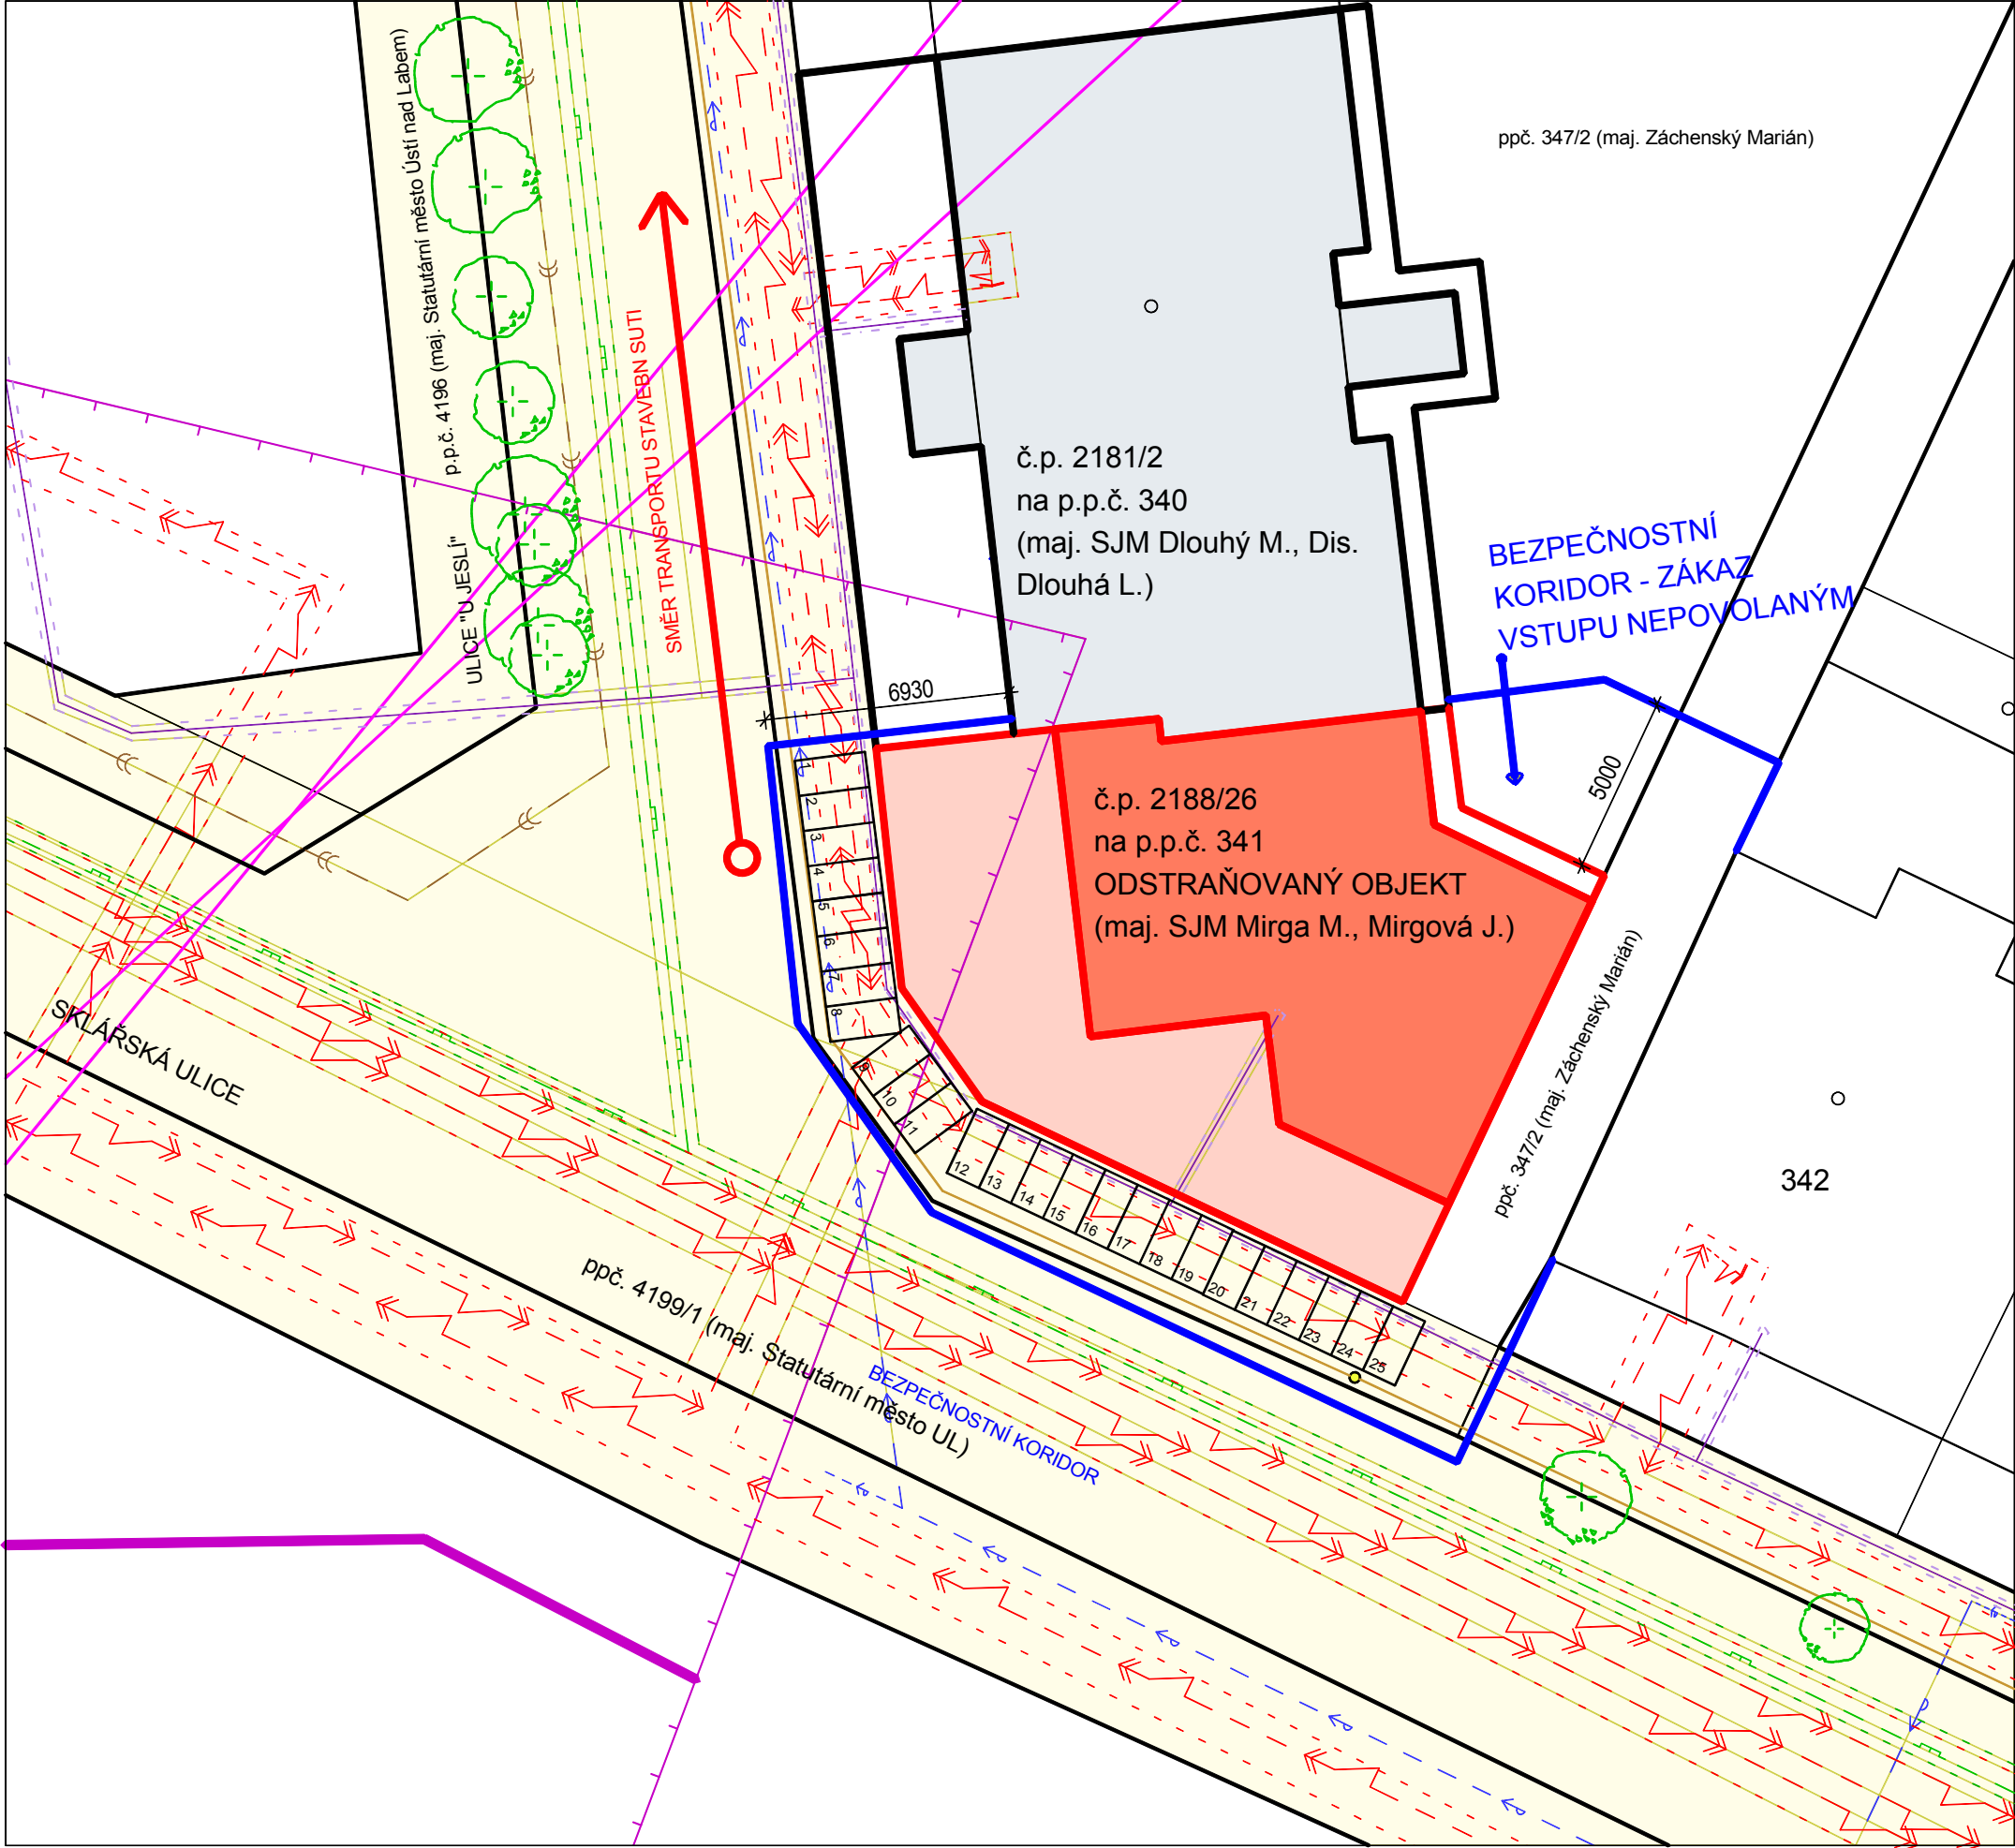 ppč. 347/2 (maj. Záchenský Marián)
p.p.č. 4196 (maj. Statutární město Ústí nad Labem)
ULICE "U JESLÍ"
SMĚR TRANSPORTU STAVEBN SUTI
č.p. 2181/2
na p.p.č. 340
(maj. SJM Dlouhý M., Dis.
Dlouhá L.)
BEZPEČNOSTNÍ
KORIDOR - ZÁKAZ
VSTUPU NEPOVOLANÝM
6930
5000
č.p. 2188/26
na p.p.č. 341
ODSTRAŇOVANÝ OBJEKT
(maj. SJM Mirga M., Mirgová J.)
ppč. 347/2 (maj. Záchenský Marián)
342
SKLÁŘSKÁ ULICE
ppč. 4199/1 (maj. Statutární město UL)
BEZPEČNOSTNÍ KORIDOR
1
2
3
4
5
6
7
8
9
10
11
12
13
14
15
16
17
18
19
20
21
22
23
24
25